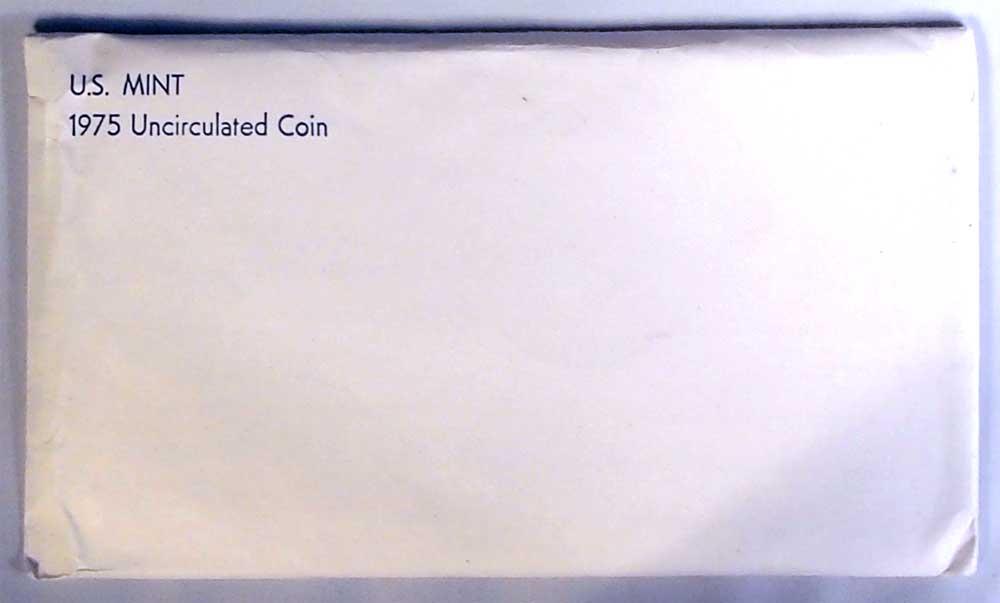 U.S. MINT
1975 Uncirculated Coin